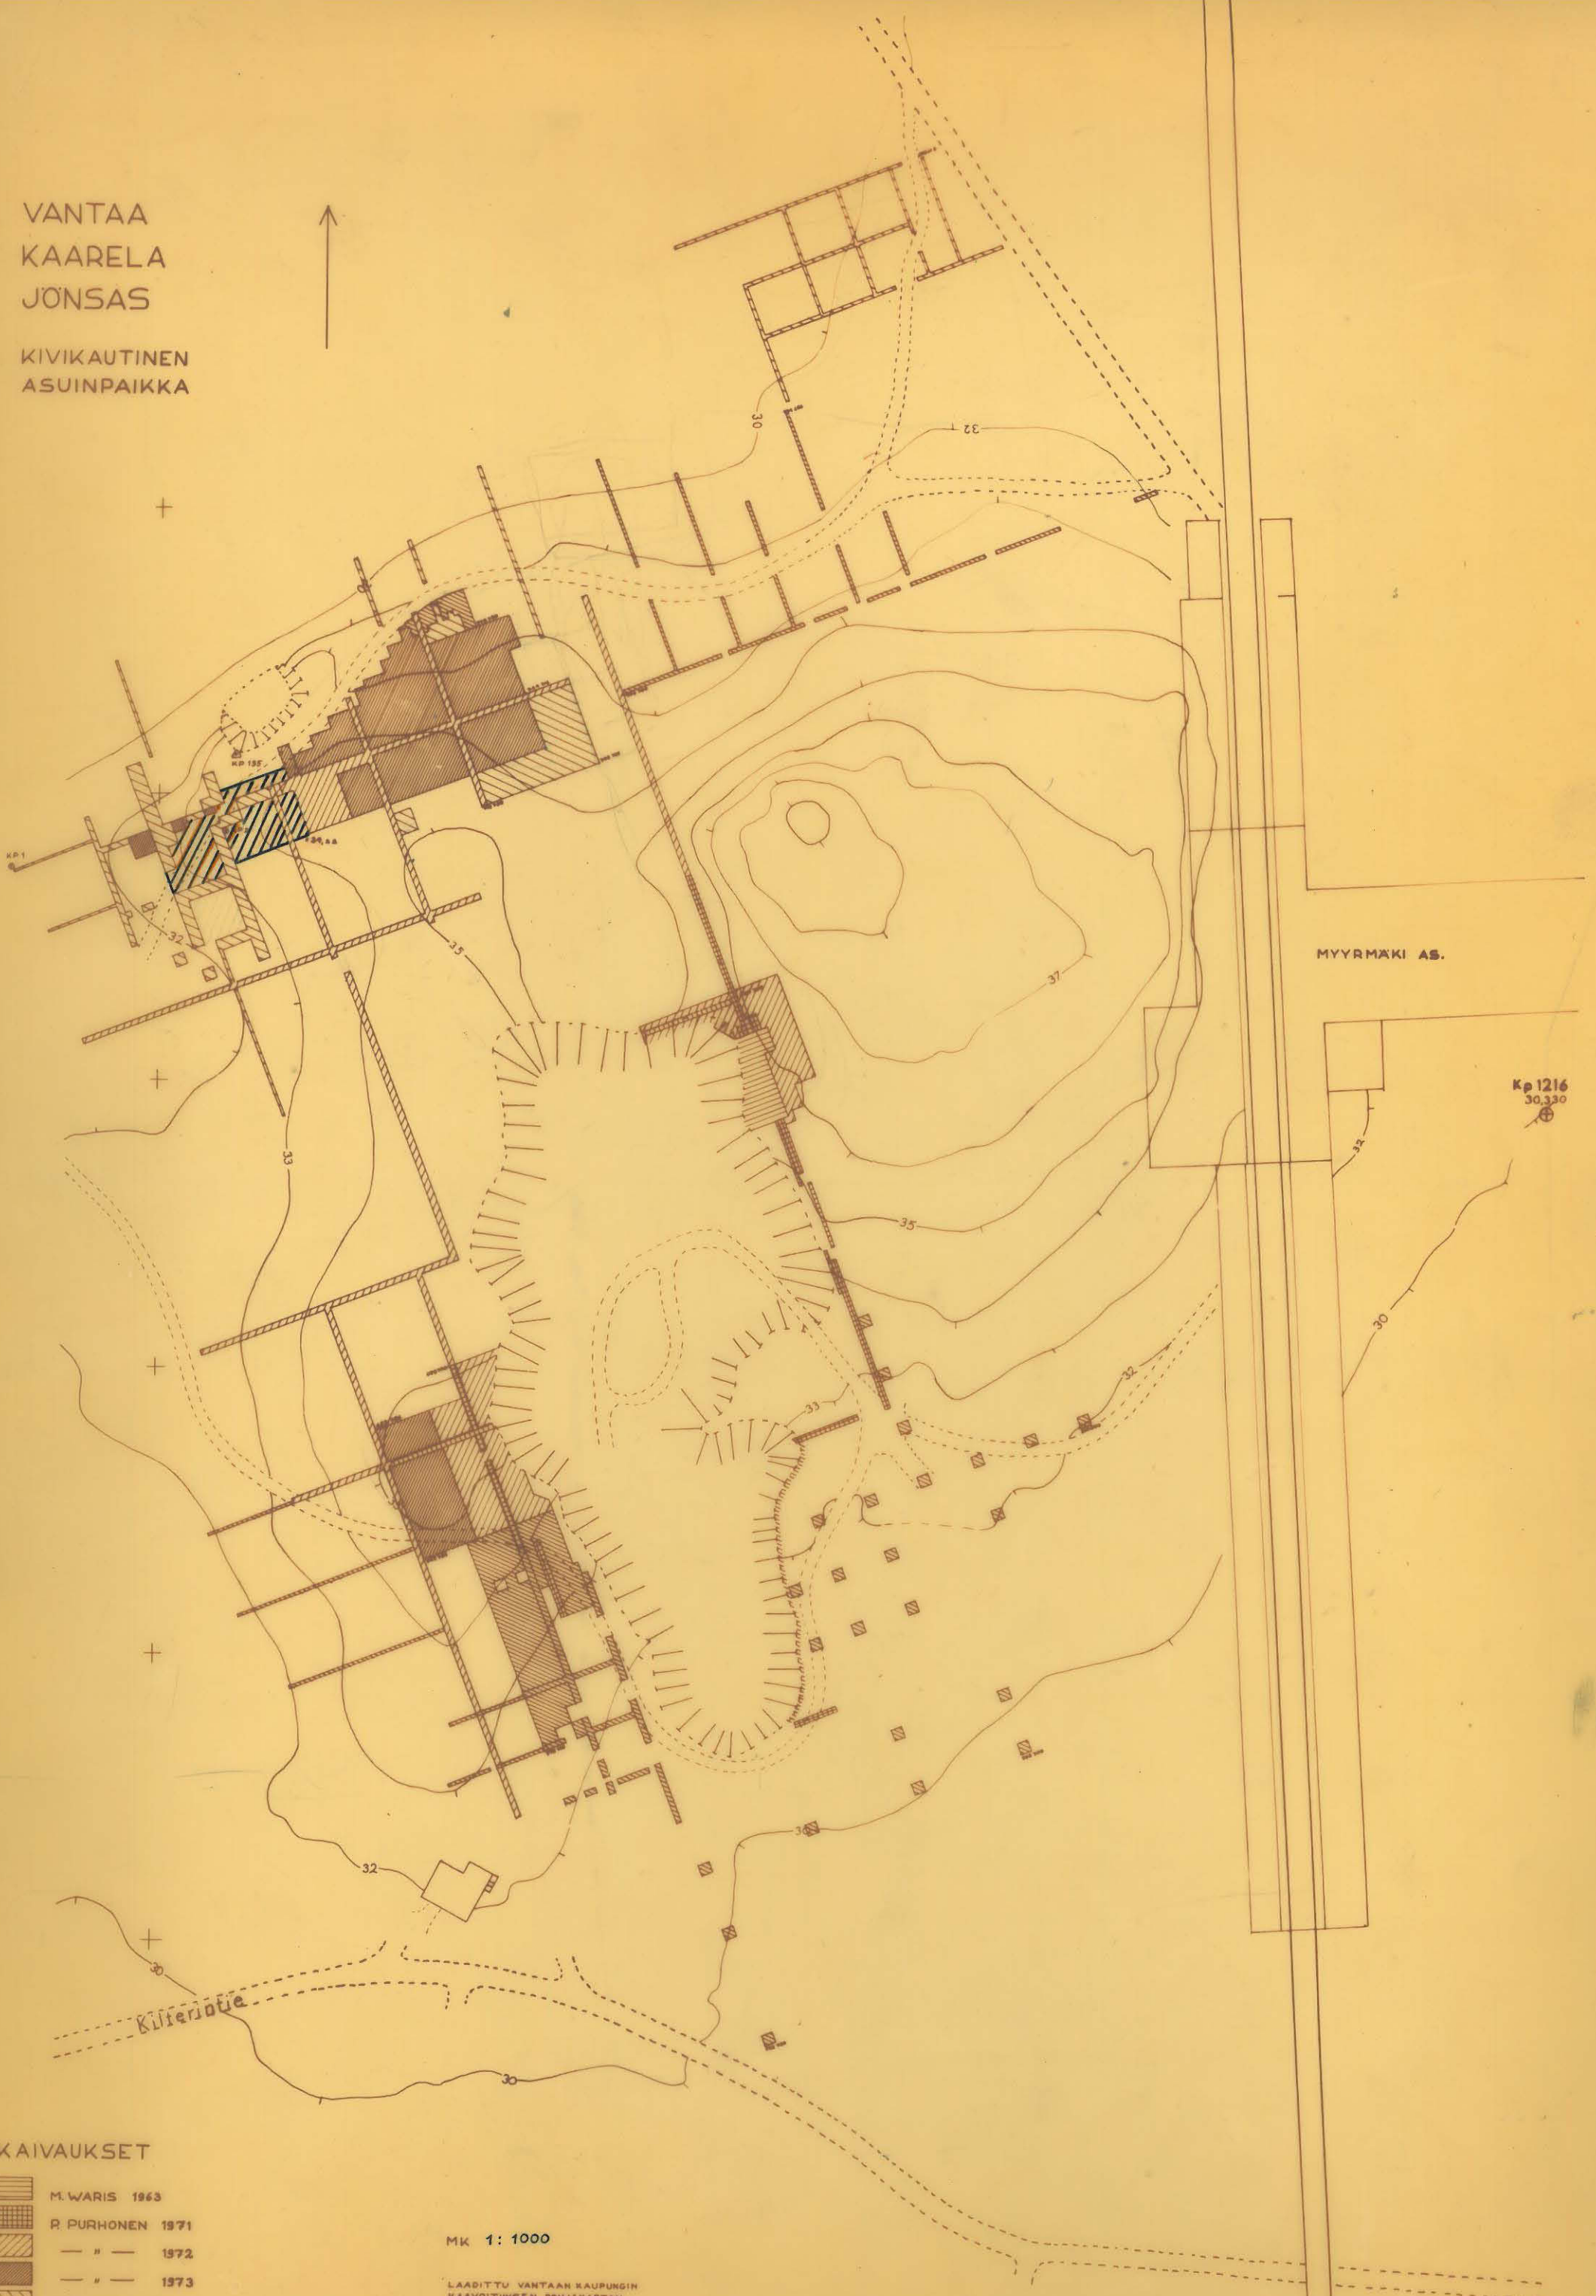 VANTAA
KAARELA
JÖNSAS
KIVIKAUTINEN
ASUINPAIKKA
30
32
KP 135
KP 1
32
35
37
MYYRMÄKI AS.
Kp 1216
30,330
32
33
35
30
32
33
32
30
30
Kilterintie
30
KAIVAUKSET
M. WARIS 1963
P. PURHONEN 1971
— " — 1972
— " — 1973
MK 1: 1000
LAADITTU VANTAAN KAUPUNGIN